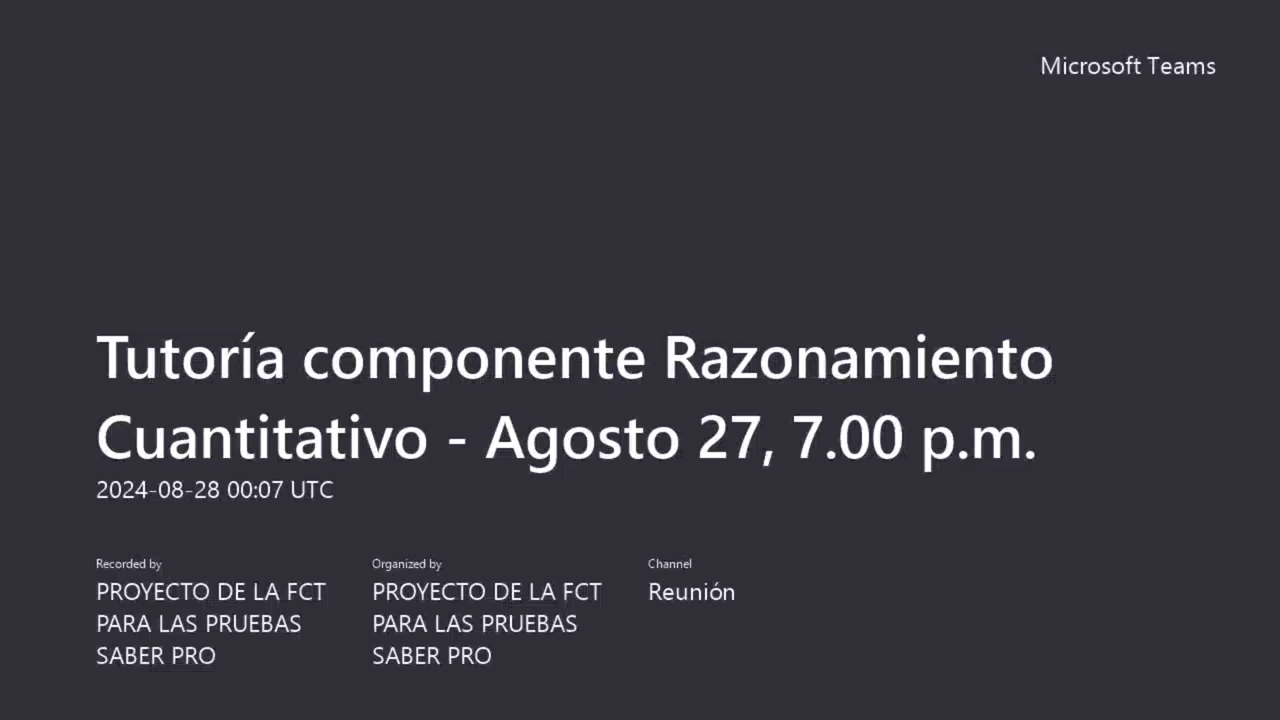 Microsoft Teams
Tutoría componente Razonamiento
Cuantitativo - Agosto 27, 7.00 p.m.
2024-08-28 00:07 UTC
Recorded by
PROYECTO DE LA FCT
PARA LAS PRUEBAS
SABER PRO
Organized by
PROYECTO DE LA FCT
PARA LAS PRUEBAS
SABER PRO
Channel
Reunión